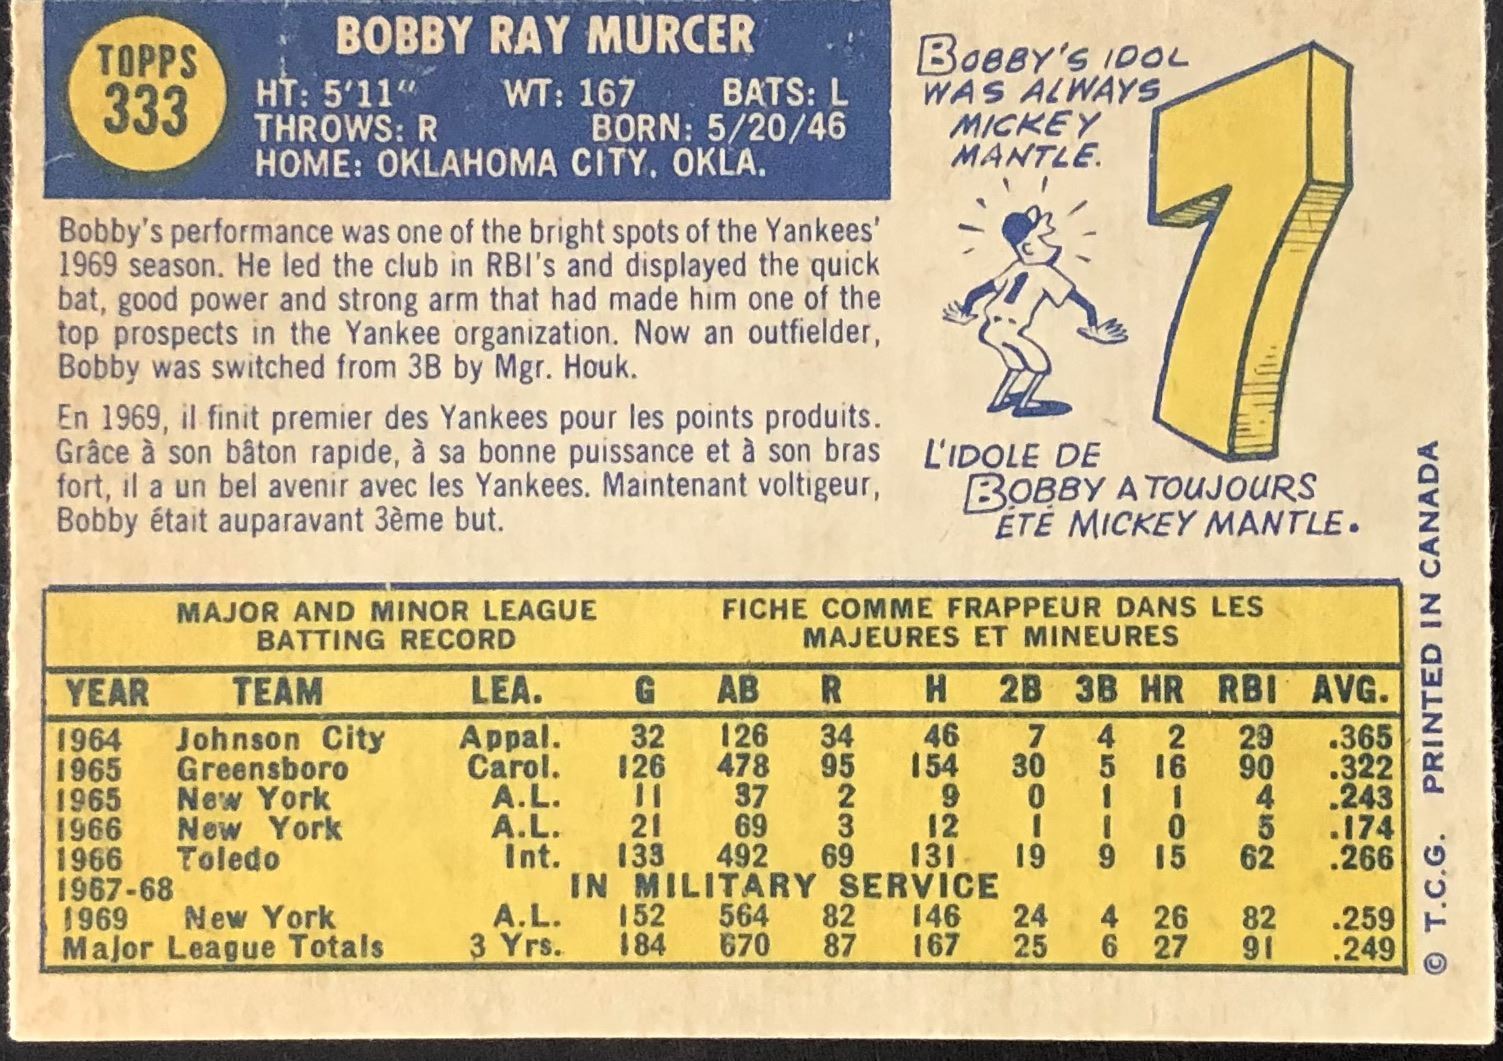 TOPPS
333
BOBBY RAY MURCER
HT: 5'11" WT: 167 BATS: L
THROWS: R BORN: 5/20/46
HOME: OKLAHOMA CITY, OKLA.
Bobby's performance was one of the bright spots of the Yankees'
1969 season. He led the club in RBI's and displayed the quick
bat, good power and strong arm that had made him one of the
top prospects in the Yankee organization. Now an outfielder,
Bobby was switched from 3B by Mgr. Houk.
En 1969, il finit premier des Yankees pour les points produits.
Grâce à son bâton rapide, à sa bonne puissance et à son bras
fort, il a un bel avenir avec les Yankees. Maintenant voltigeur,
Bobby était auparavant 3ème but.
BOBBY'S IDOL
WAS ALWAYS
MICKEY
MANTLE.
7
1
L'IDOLE DE
BOBBY A TOUJOURS
ÉTÉ MICKEY MANTLE.
MAJOR AND MINOR LEAGUE
BATTING RECORD
FICHE COMME FRAPPEUR DANS LES
MAJEURES ET MINEURES
YEAR TEAM LEA. G AB R H 2B 3B HR RBI AVG.
1964 Johnson City Appal. 32 126 34 46 7 4 2 29 .365
1965 Greensboro Carol. 126 478 95 154 30 5 16 90 .322
1965 New York A.L. 11 37 2 9 0 1 1 4 .243
1966 New York A.L. 21 69 3 12 1 1 0 5 .174
1966 Toledo Int. 133 492 69 131 19 9 15 62 .266
1967-68 IN MILITARY SERVICE
1969 New York A.L. 152 564 82 146 24 4 26 82 .259
Major League Totals 3 Yrs. 184 670 87 167 25 6 27 91 .249
© T.C.G. PRINTED IN CANADA